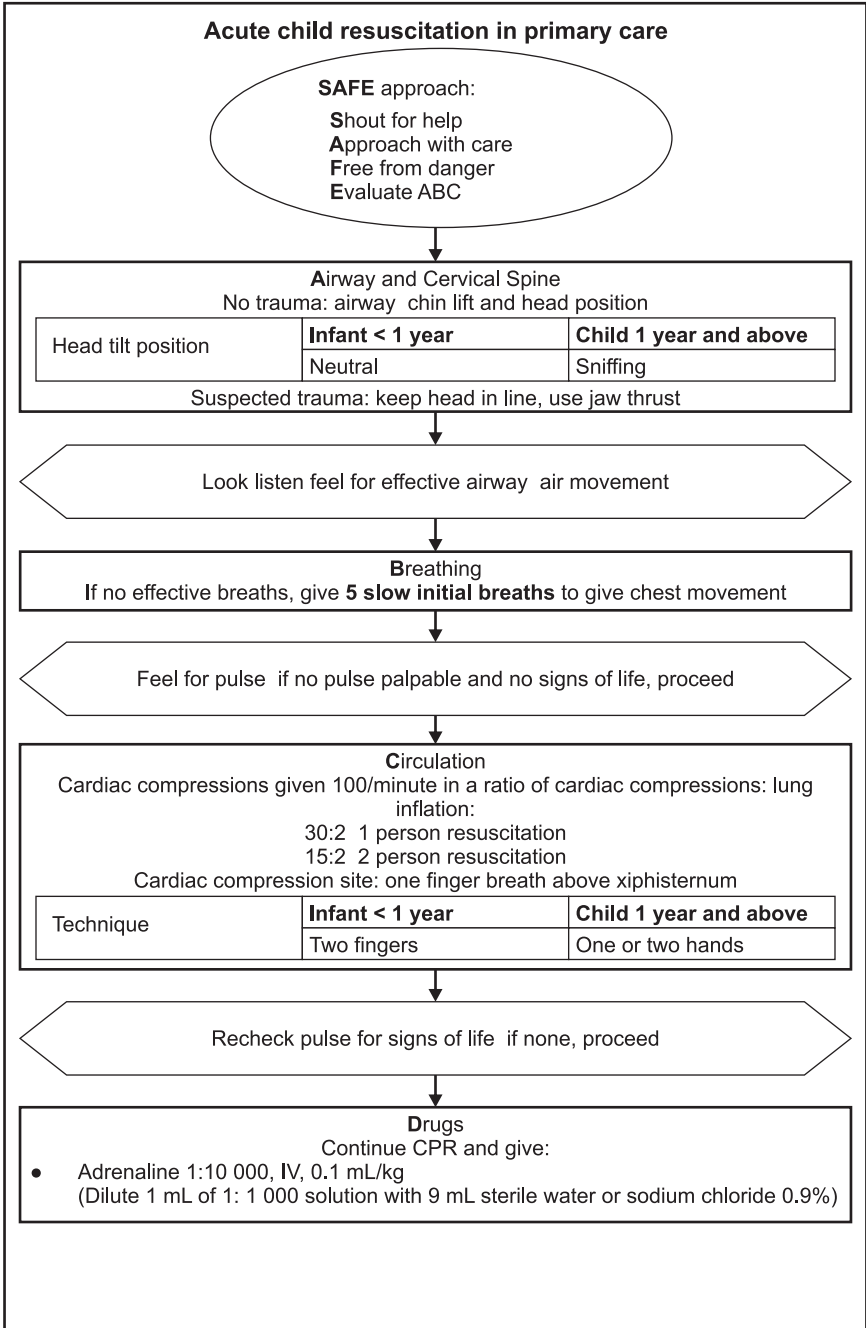 Acute child resuscitation in primary care
SAFE approach:
Shout for help
Approach with care
Free from danger
Evaluate ABC
Airway and Cervical Spine
No trauma: airway chin lift and head position
Head tilt position
Infant < 1 year
Child 1 year and above
Neutral
Sniffing
Suspected trauma: keep head in line, use jaw thrust
Look listen feel for effective airway air movement
Breathing
If no effective breaths, give 5 slow initial breaths to give chest movement
Feel for pulse if no pulse palpable and no signs of life, proceed
Circulation
Cardiac compressions given 100/minute in a ratio of cardiac compressions: lung
inflation:
30:2 1 person resuscitation
15:2 2 person resuscitation
Cardiac compression site: one finger breath above xiphisternum
Technique
Infant < 1 year
Child 1 year and above
Two fingers
One or two hands
Recheck pulse for signs of life if none, proceed
Drugs
Continue CPR and give:
● Adrenaline 1:10 000, IV, 0.1 mL/kg
(Dilute 1 mL of 1: 1 000 solution with 9 mL sterile water or sodium chloride 0.9%)